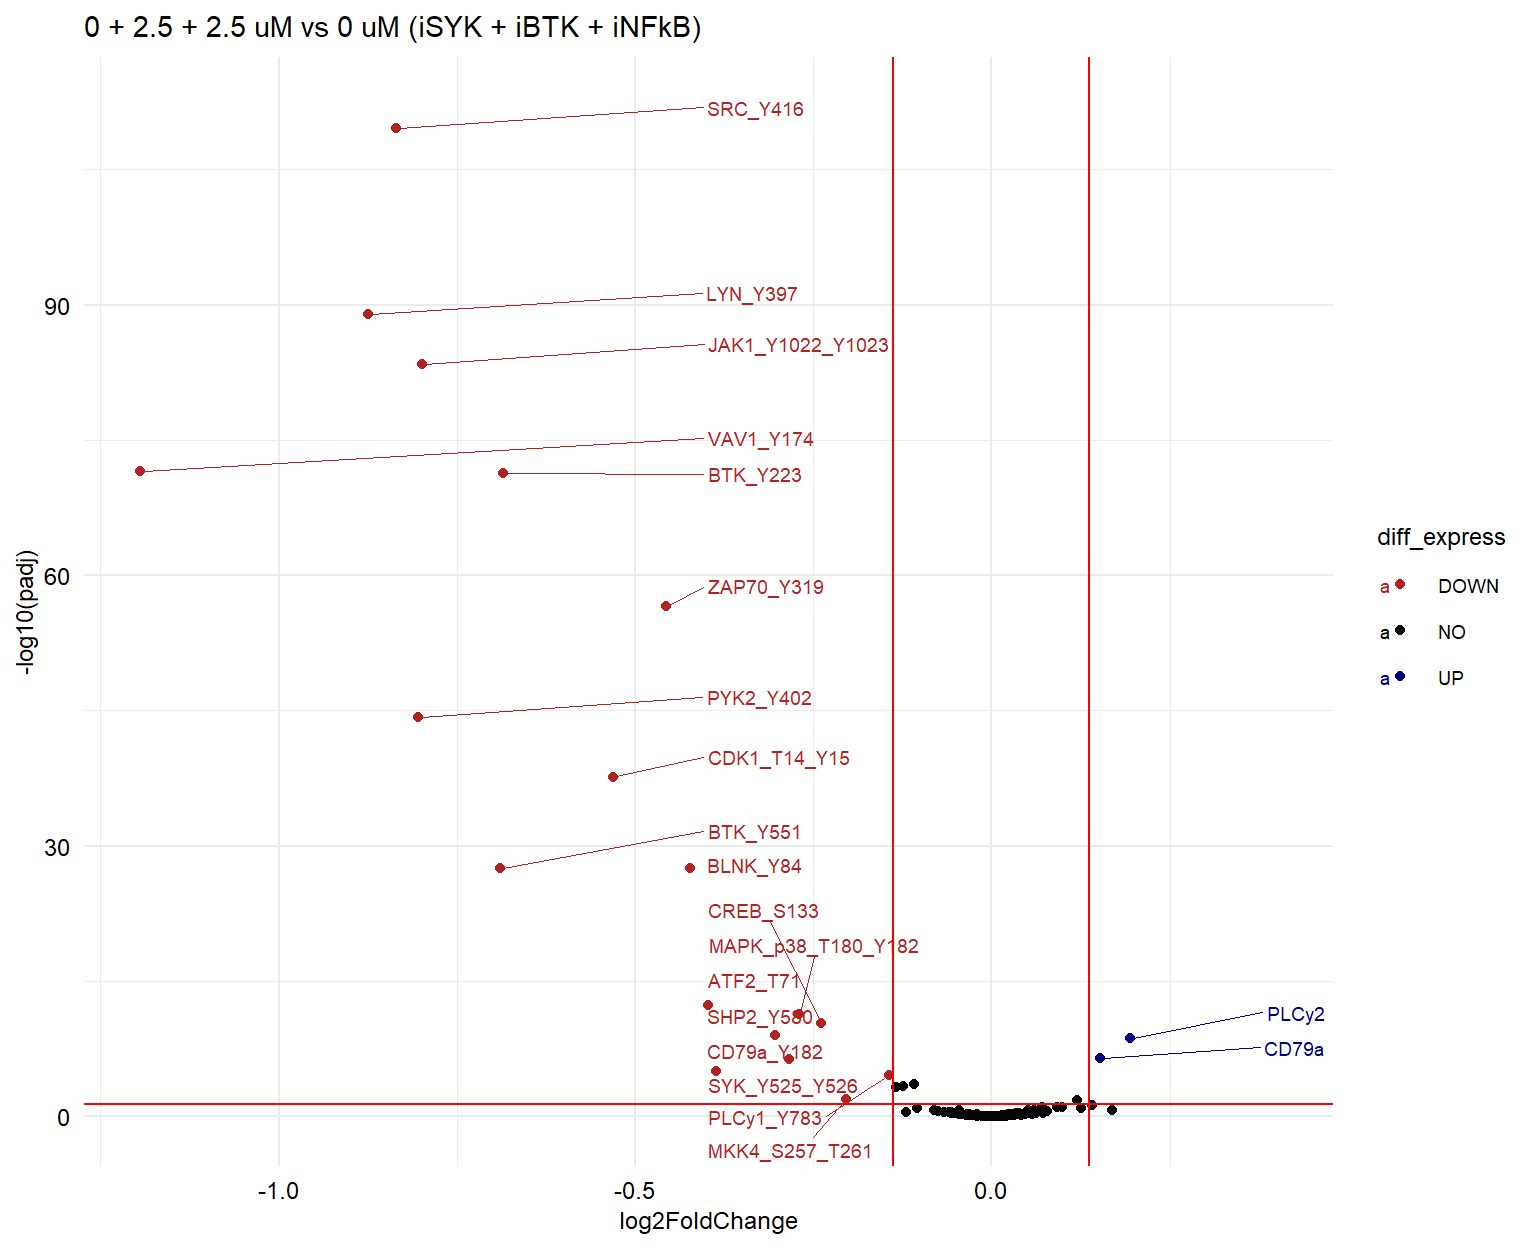 0 + 2.5 + 2.5 uM vs 0 uM (iSYK + iBTK + iNFkB)
SRC_Y416
LYN_Y397
JAK1_Y1022_Y1023
VAV1_Y174
BTK_Y223
ZAP70_Y319
PYK2_Y402
CDK1_T14_Y15
BTK_Y551
BLNK_Y84
CREB_S133
MAPK_p38_T180_Y182
ATF2_T71
SHP2_Y580
CD79a_Y182
SYK_Y525_Y526
PLCy1_Y783
MKK4_S257_T261
PLCy2
CD79a
90
60
30
0
-log10(padj)
-1.0
-0.5
0.0
log2FoldChange
diff_express
a DOWN
a NO
a UP